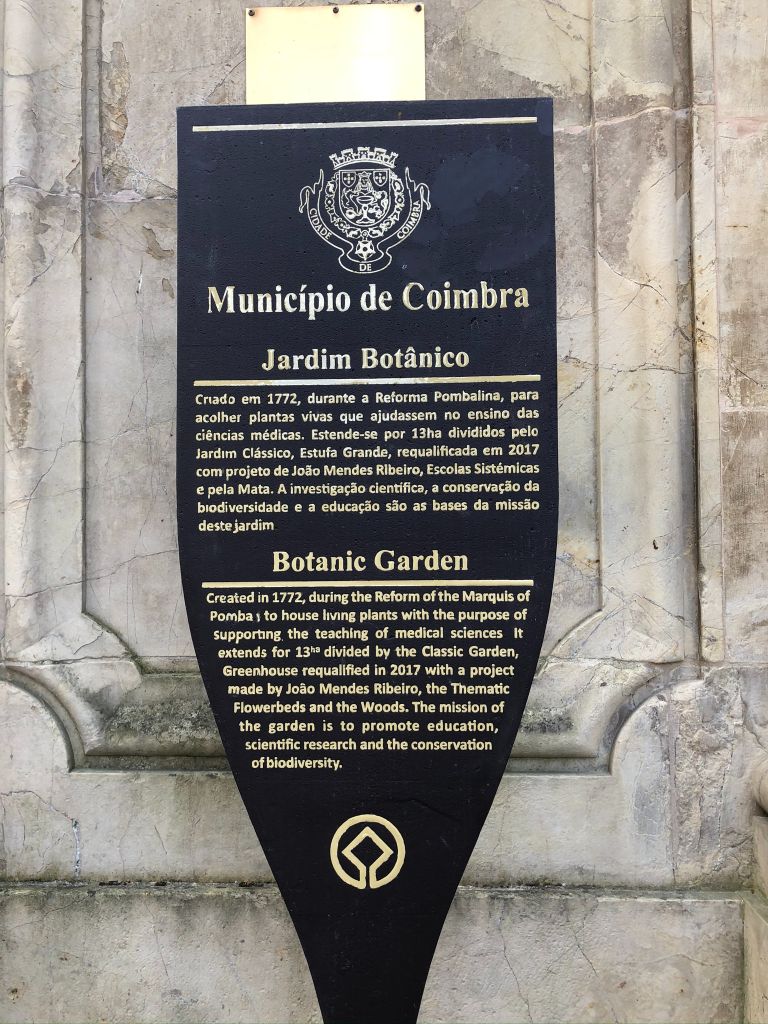 CIDADE DE COIMBRA
Município de Coimbra
Jardim Botânico
Criado em 1772, durante a Reforma Pombalina, para
acolher plantas vivas que ajudassem no ensino das
ciências médicas. Estende-se por 13ha divididos pelo
Jardim Clássico, Estufa Grande, requalificada em 2017
com projeto de João Mendes Ribeiro, Escolas Sistémicas
e pela Mata. A investigação científica, a conservação da
biodiversidade e a educação são as bases da missão
deste jardim
Botanic Garden
Created in 1772, during the Reform of the Marquis of
Pomba , to house living plants with the purpose of
supporting the teaching of medical sciences It
extends for 13ha divided by the Classic Garden,
Greenhouse requalified in 2017 with a project
made by João Mendes Ribeiro, the Thematic
Flowerbeds and the Woods. The mission of
the garden is to promote education,
scientific research and the conservation
of biodiversity.